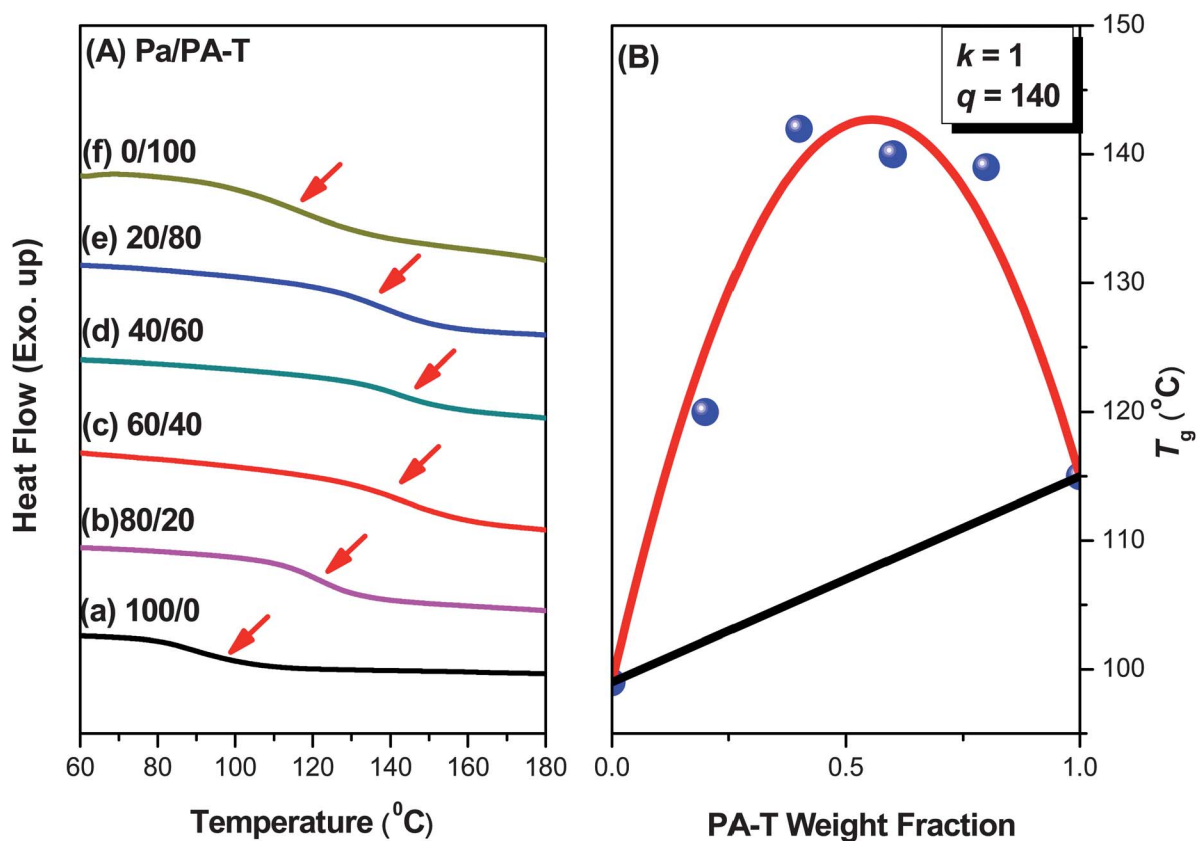 (A) Pa/PA-T
(f) 0/100
(e) 20/80
(d) 40/60
(c) 60/40
(b)80/20
(a) 100/0
Heat Flow (Exo. up)
60 80 100 120 140 160 180
Temperature (⁰C)
(B)
k = 1
q = 140
150
140
130
120
110
100
Tg (°C)
0.0 0.5 1.0
PA-T Weight Fraction